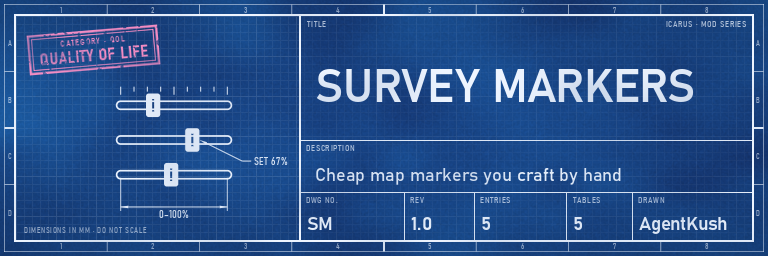 1 2 3 4 5 6 7 8
A
B
C
D
CATEGORY · QOL
QUALITY OF LIFE
SET 67%
0–100%
DIMENSIONS IN MM · DO NOT SCALE
TITLE
ICARUS · MOD SERIES
SURVEY MARKERS
DESCRIPTION
Cheap map markers you craft by hand
DWG NO.
SM
REV
1.0
ENTRIES
5
TABLES
5
DRAWN
AgentKush
A
B
C
D
1 2 3 4 5 6 7 8